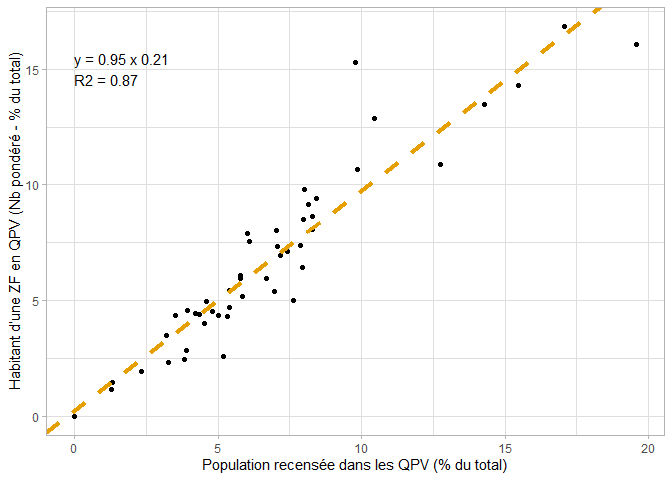 y = 0.95 x 0.21
R2 = 0.87
Habitant d'une ZF en QPV (Nb pondéré - % du total)
15
10
5
0
0 5 10 15 20
Population recensée dans les QPV (% du total)